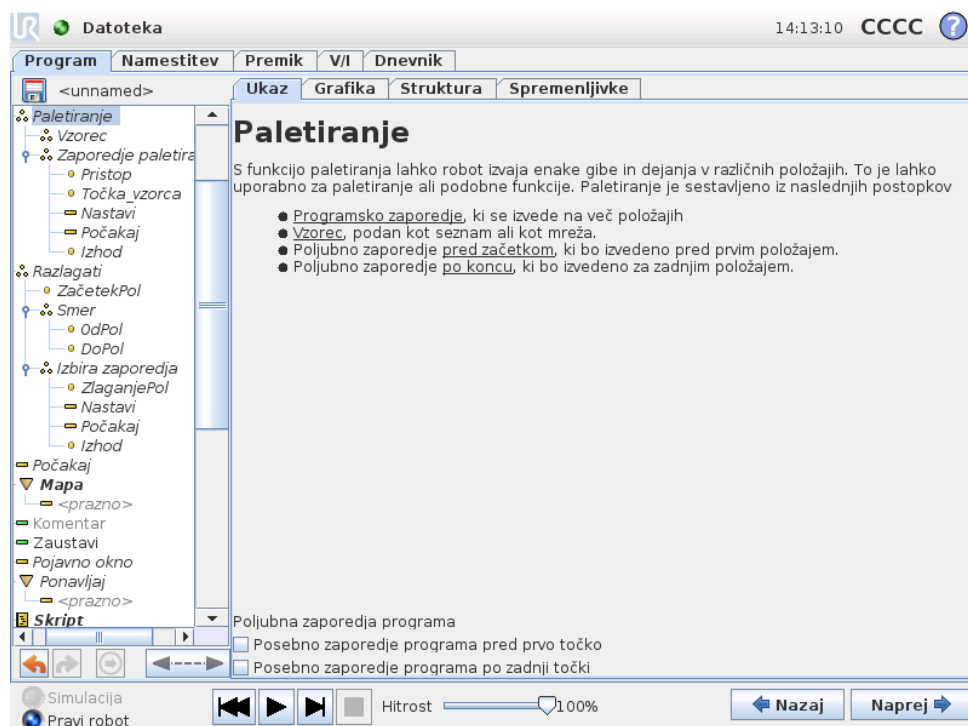 UR Datoteka 14:13:10 CCCC ?
Program Namestitev Premik V/I Dnevnik
<unnamed>
Ukaz Grafika Struktura Spremenljivke
Paletiranje
Vzorec
Zaporedje paletira
Pristop
Točka_vzorca
Nastavi
Počakaj
Izhod
Razlagati
ZačetekPol
Smer
OdPol
DoPol
Izbira zaporedja
ZlaganjePol
Nastavi
Počakaj
Izhod
Počakaj
Mapa
<prazno>
Komentar
Zaustavi
Pojavno okno
Ponavljaj
<prazno>
Skript
Paletiranje
S funkcijo paletiranja lahko robot izvaja enake gibe in dejanja v različnih položajih. To je lahko
uporabno za paletiranje ali podobne funkcije. Paletiranje je sestavljeno iz naslednjih postopkov
Programsko zaporedje, ki se izvede na več položajih
Vzorec, podan kot seznam ali kot mreža.
Poljubno zaporedje pred začetkom, ki bo izvedeno pred prvim položajem.
Poljubno zaporedje po koncu, ki bo izvedeno za zadnjim položajem.
Poljubna zaporedja programa
Posebno zaporedje programa pred prvo točko
Posebno zaporedje programa po zadnji točki
Simulacija
Pravi robot
Hitrost 100%
Nazaj Naprej